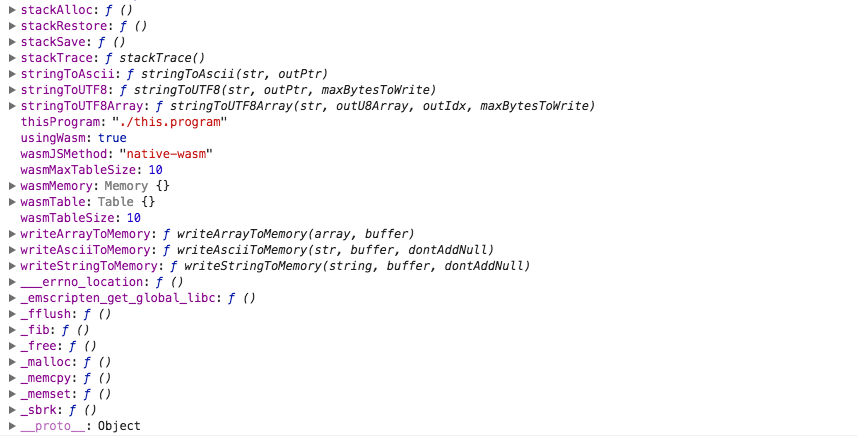 stackAlloc: ƒ ()
stackRestore: ƒ ()
stackSave: ƒ ()
stackTrace: ƒ stackTrace()
stringToAscii: ƒ stringToAscii(str, outPtr)
stringToUTF8: ƒ stringToUTF8(str, outPtr, maxBytesToWrite)
stringToUTF8Array: ƒ stringToUTF8Array(str, outU8Array, outIdx, maxBytesToWrite)
thisProgram: "./this.program"
usingWasm: true
wasmJSMethod: "native-wasm"
wasmMaxTableSize: 10
wasmMemory: Memory {}
wasmTable: Table {}
wasmTableSize: 10
writeArrayToMemory: ƒ writeArrayToMemory(array, buffer)
writeAsciiToMemory: ƒ writeAsciiToMemory(str, buffer, dontAddNull)
writeStringToMemory: ƒ writeStringToMemory(string, buffer, dontAddNull)
___errno_location: ƒ ()
_emscripten_get_global_libc: ƒ ()
_fflush: ƒ ()
_fib: ƒ ()
_free: ƒ ()
_malloc: ƒ ()
_memcpy: ƒ ()
_memset: ƒ ()
_sbrk: ƒ ()
__proto__: Object